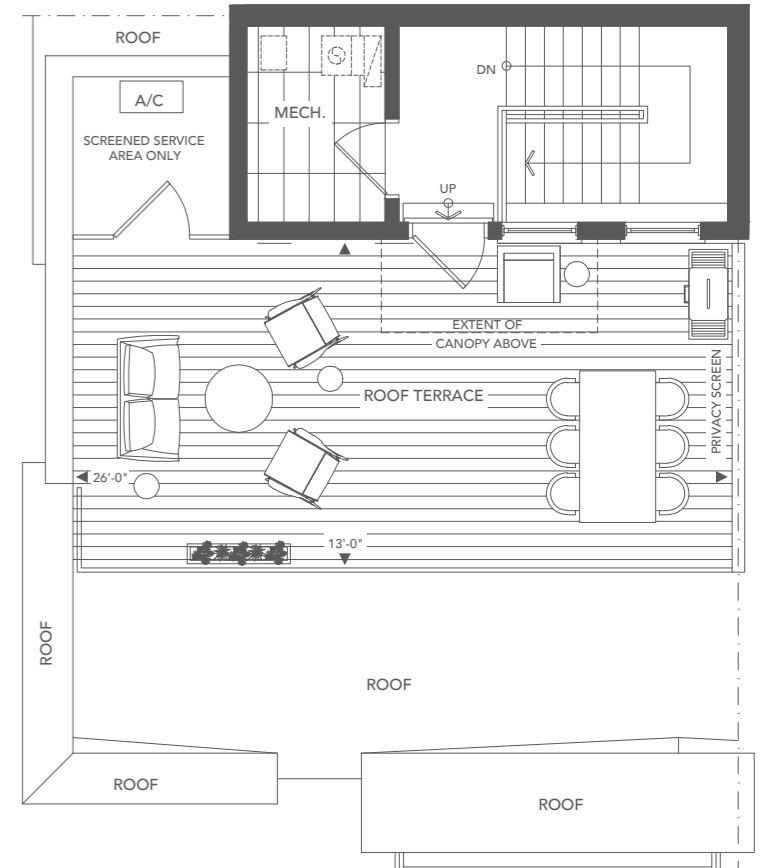 ROOF
A/C
SCREENED SERVICE
AREA ONLY
MECH.
DN
UP
EXTENT OF
CANOPY ABOVE
ROOF TERRACE
PRIVACY SCREEN
26'-0"
13'-0"
ROOF
ROOF
ROOF
ROOF